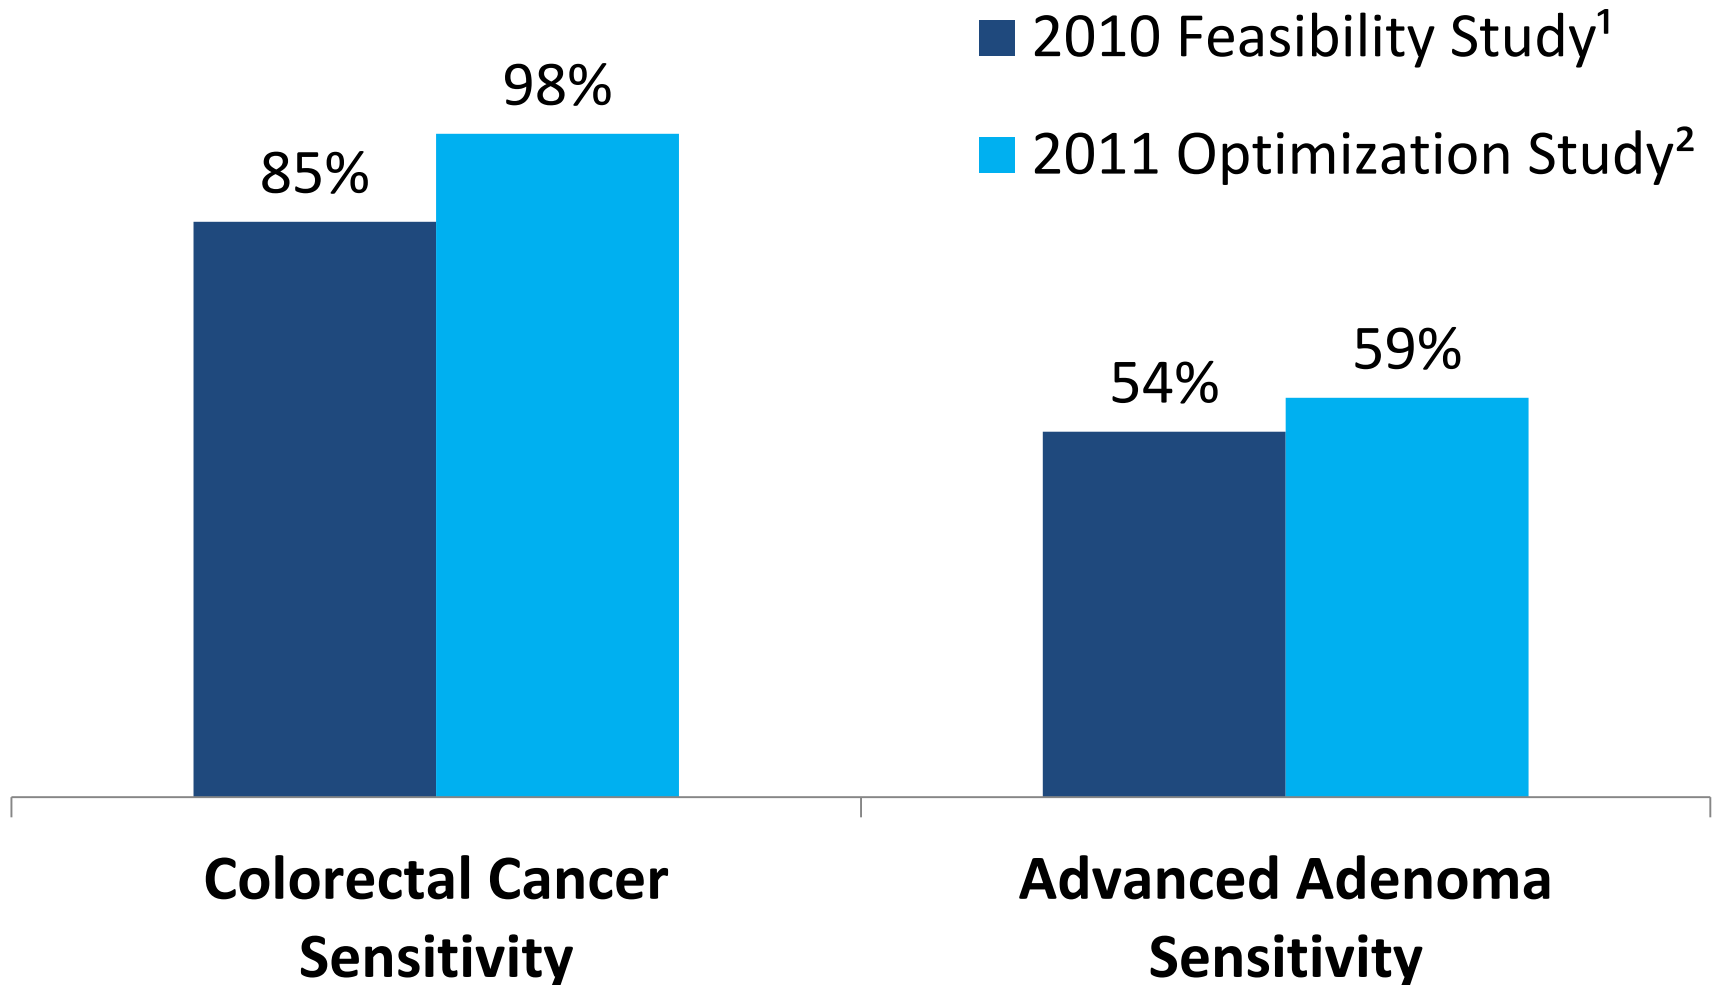 2010 Feasibility Study¹
2011 Optimization Study²
98%
85%
59%
54%
Colorectal Cancer
Sensitivity
Advanced Adenoma
Sensitivity